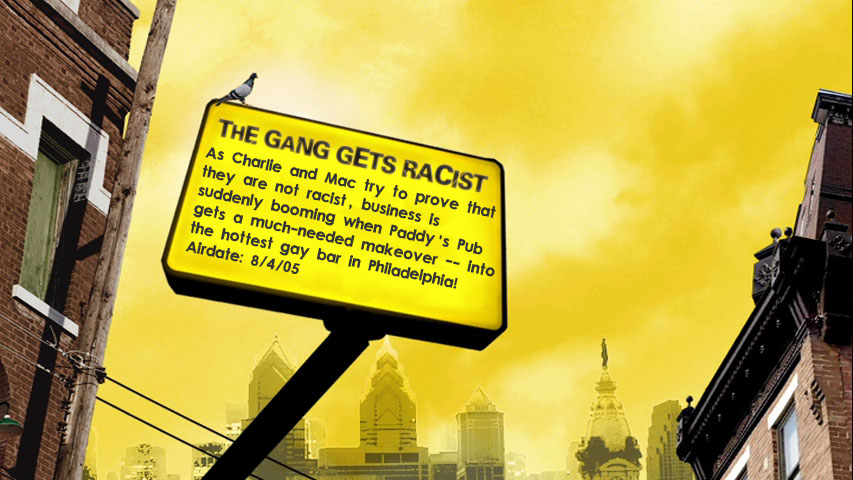 THE GANG GETS RACIST
As Charlie and Mac try to prove that
they are not racist, business is
suddenly booming when Paddy's Pub
gets a much-needed makeover -- into
the hottest gay bar in Philadelphia!
Airdate: 8/4/05